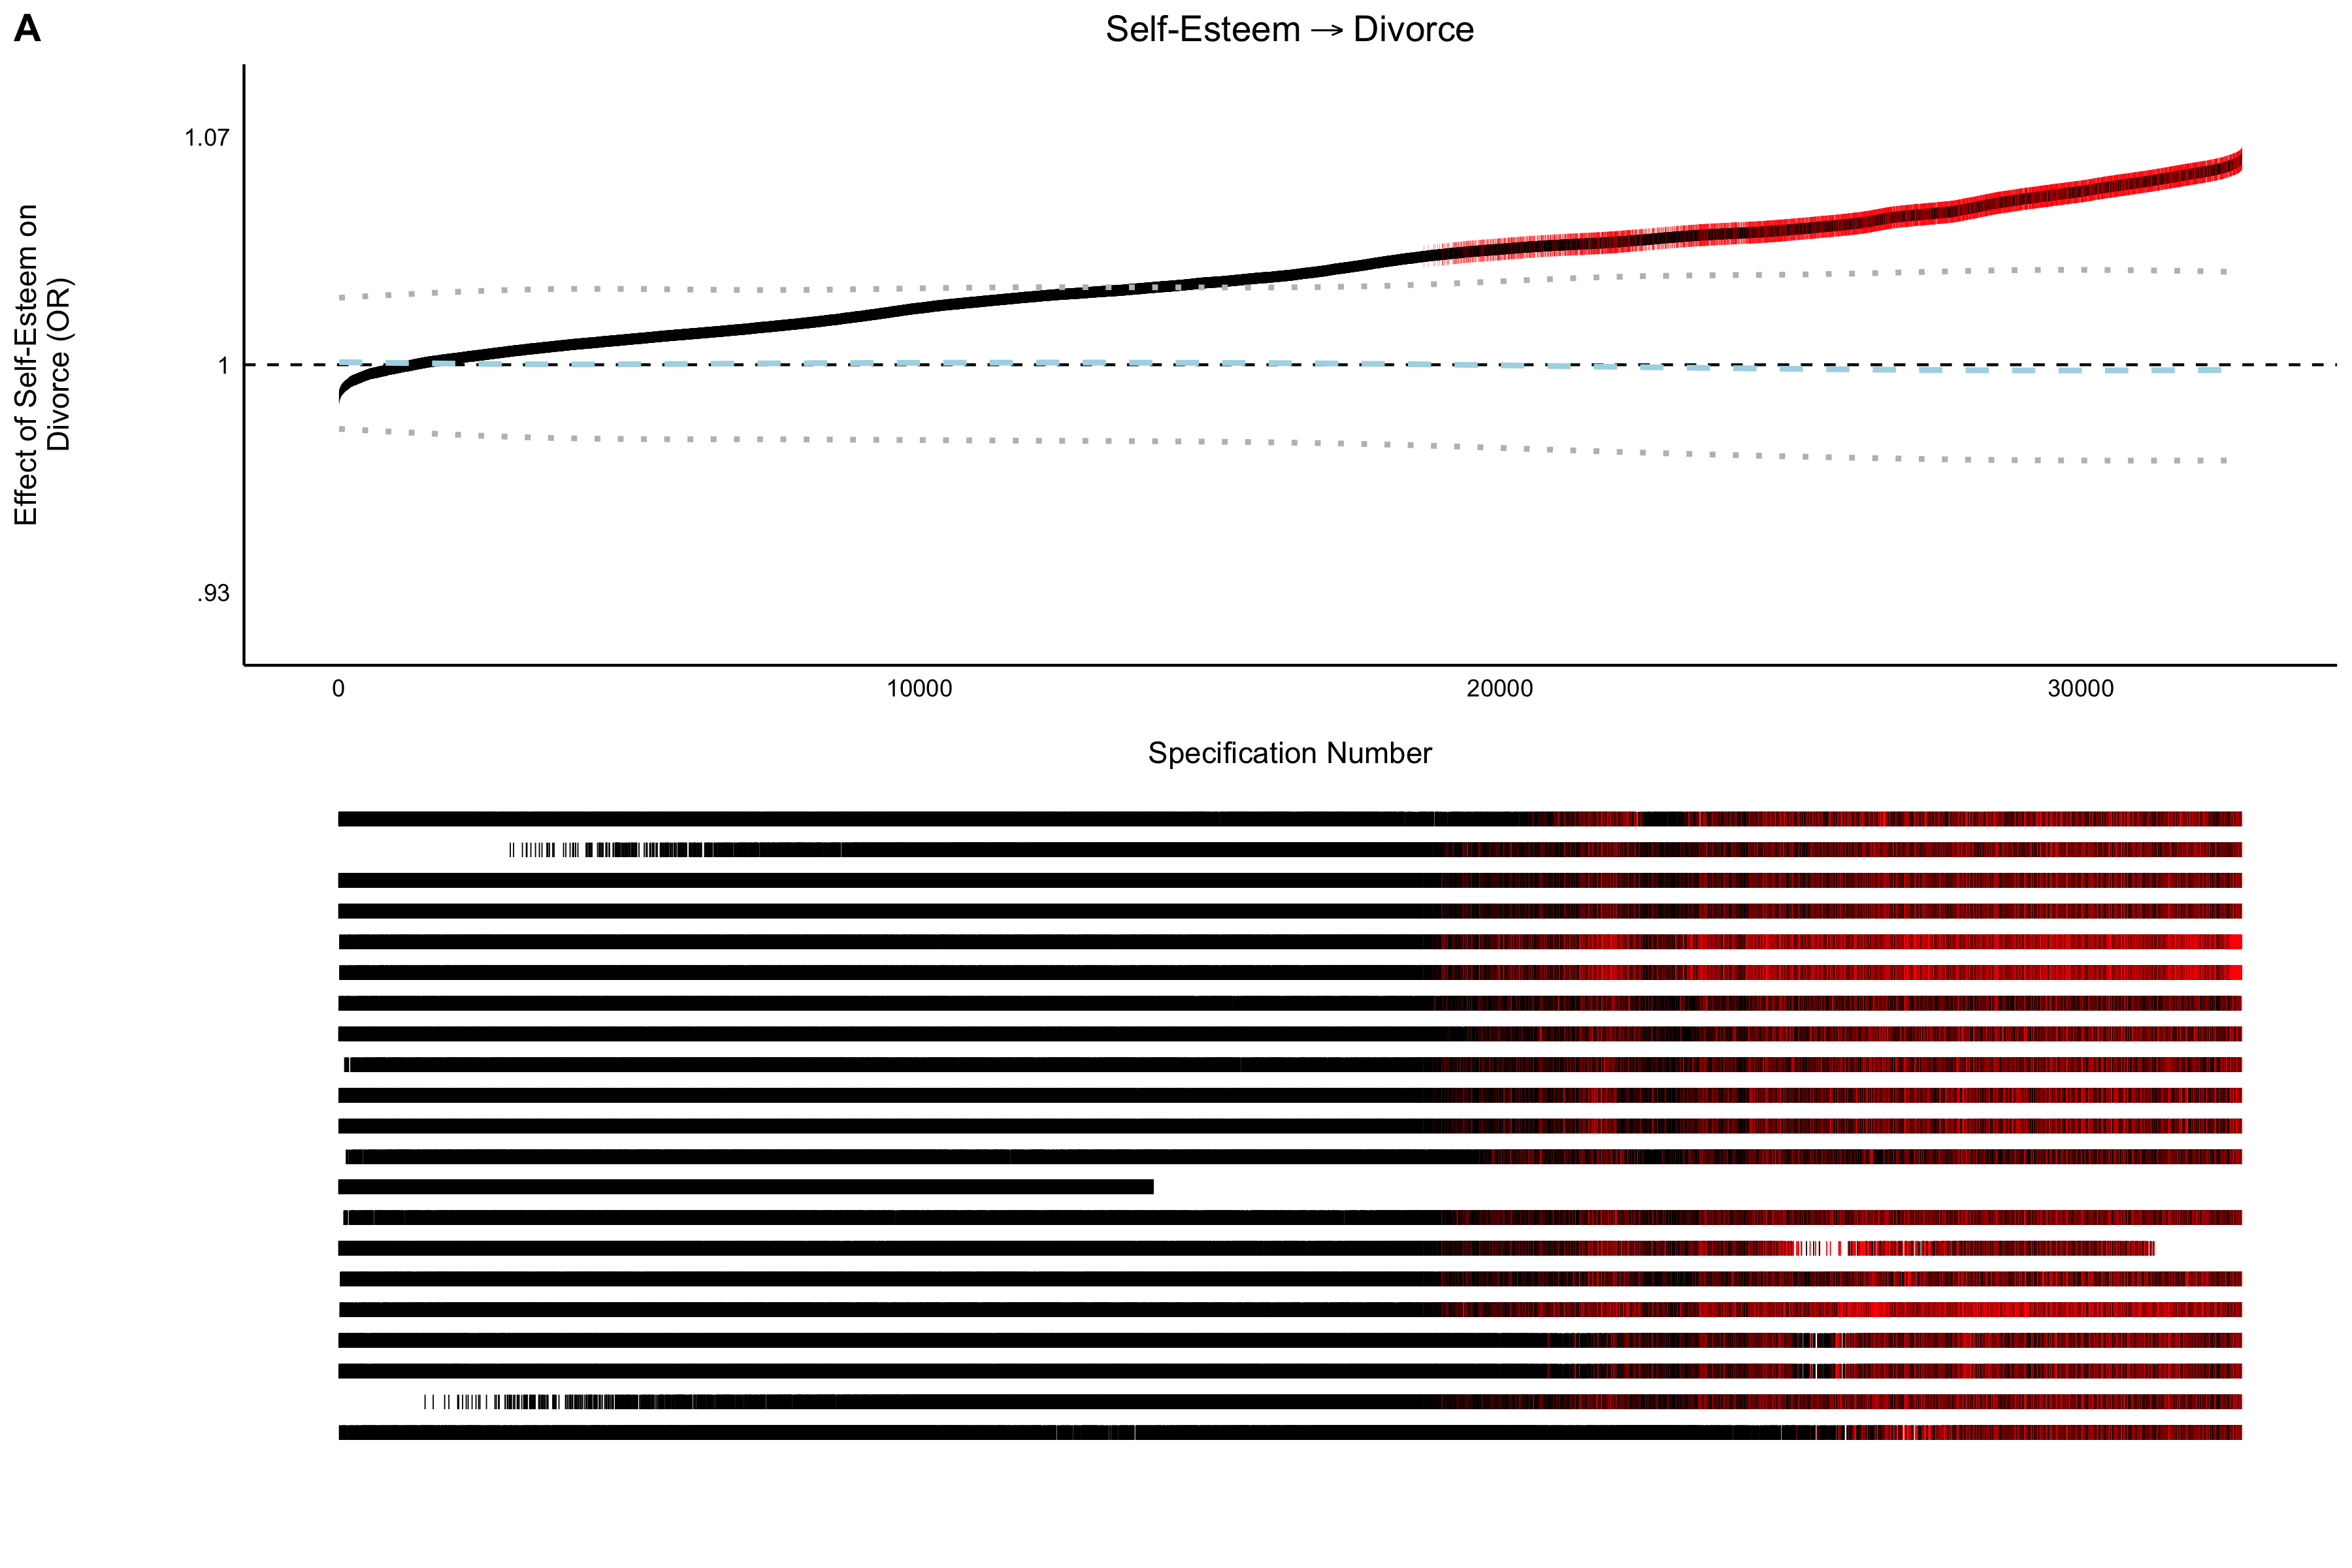 A
Self-Esteem → Divorce
Effect of Self-Esteem on
Divorce (OR)
1.07
1
.93
0 10000 20000 30000
Specification Number